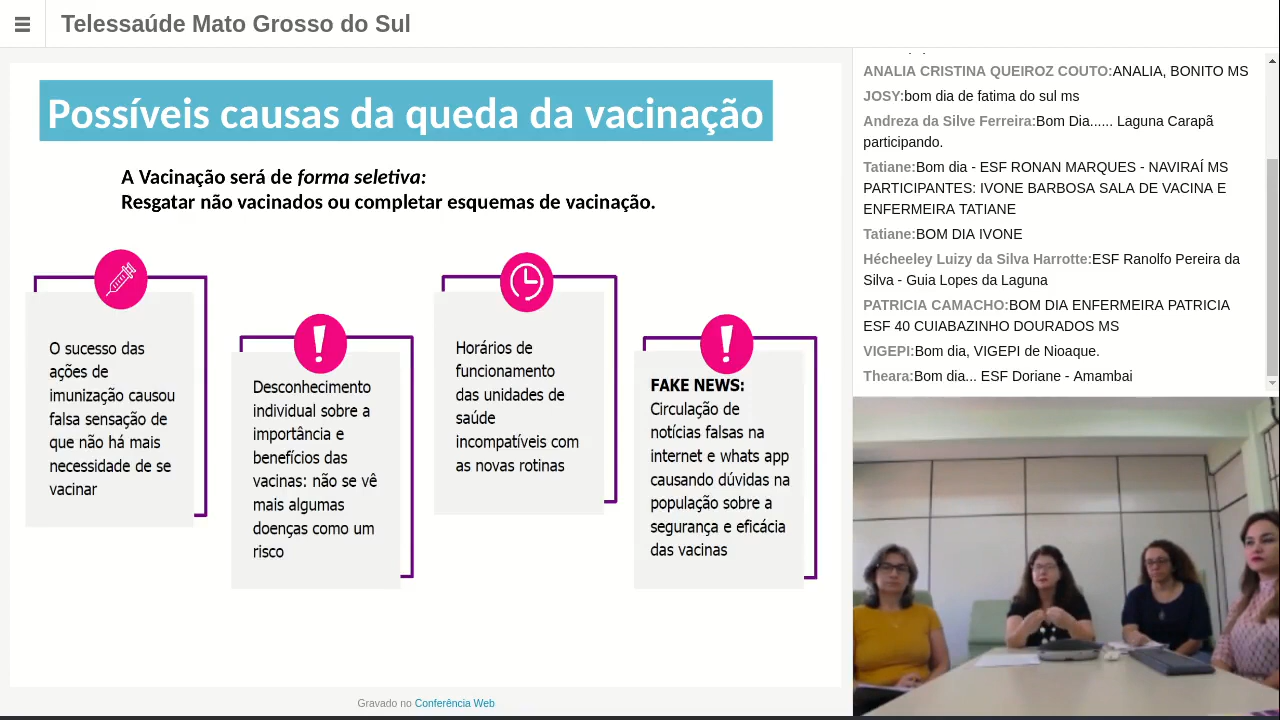 Telessaúde Mato Grosso do Sul
Possíveis causas da queda da vacinação
A Vacinação será de forma seletiva:
Resgatar não vacinados ou completar esquemas de vacinação.
O sucesso das
ações de
imunização causou
falsa sensação de
que não há mais
necessidade de se
vacinar
Desconhecimento
individual sobre a
importância e
benefícios das
vacinas: não se vê
mais algumas
doenças como um
risco
Horários de
funcionamento
das unidades de
saúde
incompatíveis com
as novas rotinas
FAKE NEWS:
Circulação de
notícias falsas na
internet e whats app
causando dúvidas na
população sobre a
segurança e eficácia
das vacinas
Gravado no Conferência Web
ANALIA CRISTINA QUEIROZ COUTO:ANALIA, BONITO MS
JOSY:bom dia de fatima do sul ms
Andreza da Silve Ferreira:Bom Dia...... Laguna Carapã
participando.
Tatiane:Bom dia - ESF RONAN MARQUES - NAVIRAÍ MS
PARTICIPANTES: IVONE BARBOSA SALA DE VACINA E
ENFERMEIRA TATIANE
Tatiane:BOM DIA IVONE
Hécheeley Luizy da Silva Harrotte:ESF Ranolfo Pereira da
Silva - Guia Lopes da Laguna
PATRICIA CAMACHO:BOM DIA ENFERMEIRA PATRICIA
ESF 40 CUIABAZINHO DOURADOS MS
VIGEPI:Bom dia, VIGEPI de Nioaque.
Theara:Bom dia... ESF Doriane - Amambai